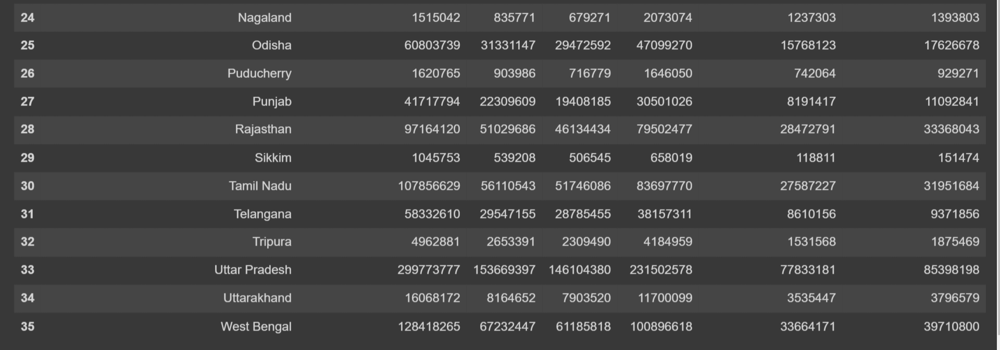 24 Nagaland 1515042 835771 679271 2073074 1237303 1393803
25 Odisha 60803739 31331147 29472592 47099270 15768123 17626678
26 Puducherry 1620765 903986 716779 1646050 742064 929271
27 Punjab 41717794 22309609 19408185 30501026 8191417 11092841
28 Rajasthan 97164120 51029686 46134434 79502477 28472791 33368043
29 Sikkim 1045753 539208 506545 658019 118811 151474
30 Tamil Nadu 107856629 56110543 51746086 83697770 27587227 31951684
31 Telangana 58332610 29547155 28785455 38157311 8610156 9371856
32 Tripura 4962881 2653391 2309490 4184959 1531568 1875469
33 Uttar Pradesh 299773777 153669397 146104380 231502578 77833181 85398198
34 Uttarakhand 16068172 8164652 7903520 11700099 3535447 3796579
35 West Bengal 128418265 67232447 61185818 100896618 33664171 39710800